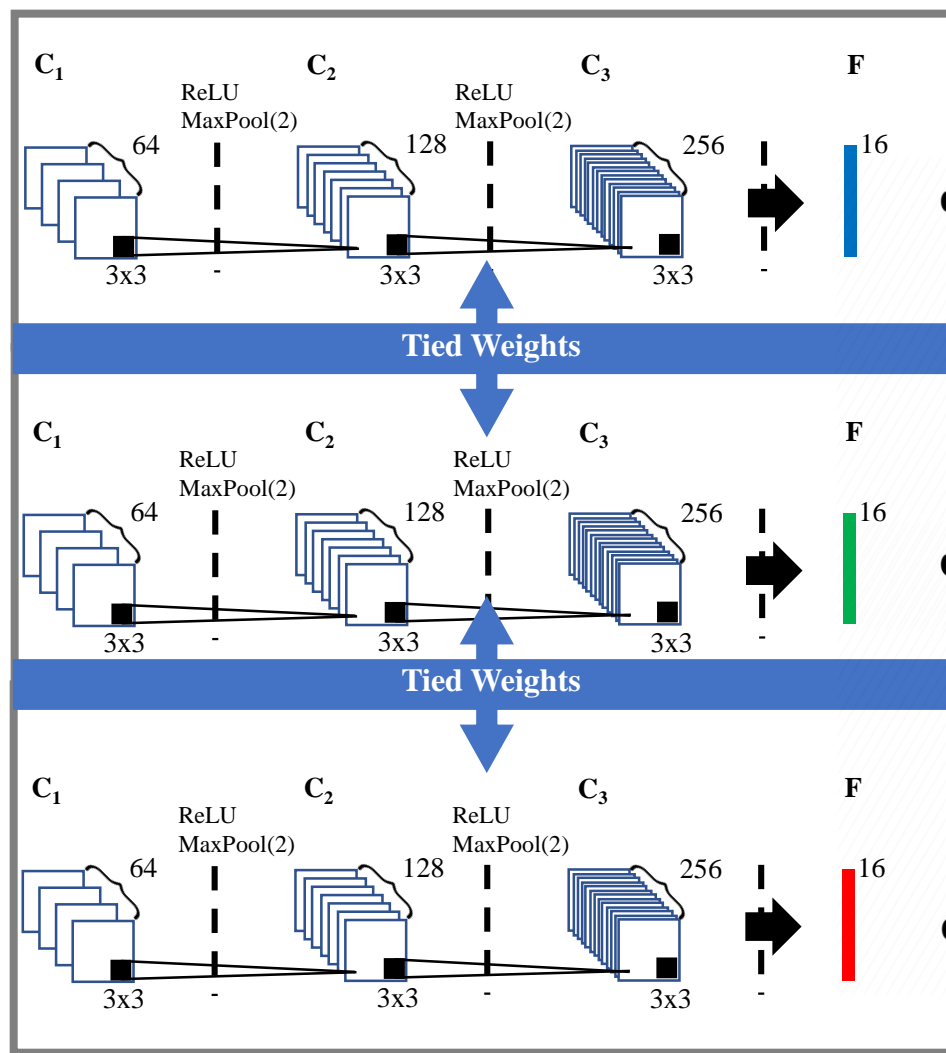 C₁ C₂ C₃ F
ReLU
MaxPool(2)
ReLU
MaxPool(2)
64 128 256 16
3x3 3x3 3x3
- - -
Tied Weights
C₁ C₂ C₃ F
ReLU
MaxPool(2)
ReLU
MaxPool(2)
64 128 256 16
3x3 3x3 3x3
- - -
Tied Weights
C₁ C₂ C₃ F
ReLU
MaxPool(2)
ReLU
MaxPool(2)
64 128 256 16
3x3 3x3 3x3
- - -